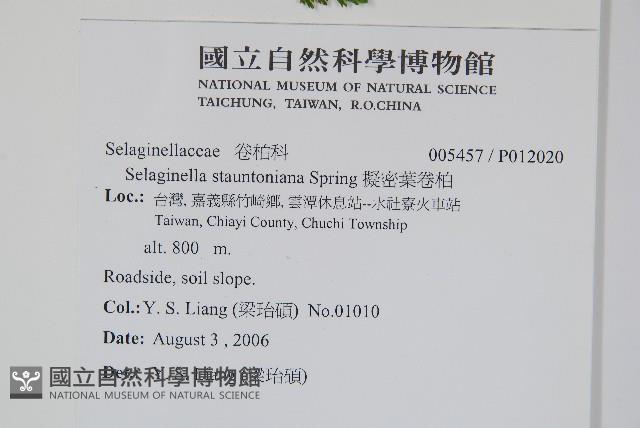 國立自然科學博物館
NATIONAL MUSEUM OF NATURAL SCIENCE
TAICHUNG, TAIWAN, R.O.CHINA
Selaginellaceae 卷柏科 005457 / P012020
Selaginella stauntoniana Spring 擬密葉卷柏
Loc.: 台灣, 嘉義縣竹崎鄉, 雲潭休息站--水社寮火車站
Taiwan, Chiayi County, Chuchi Township
alt. 800 m.
Roadside, soil slope.
Col.: Y. S. Liang (梁珆碩) No.01010
Date: August 3 , 2006
(梁珆碩)
國立自然科學博物館
NATIONAL MUSEUM OF NATURAL SCIENCE